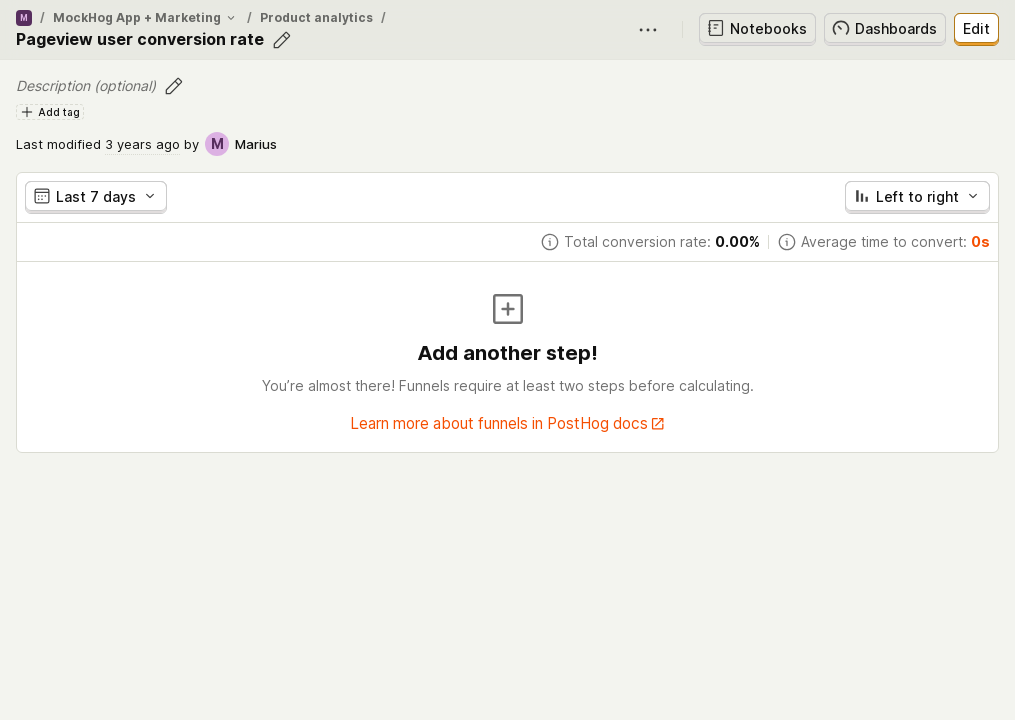 M / MockHog App + Marketing / Product analytics /
Pageview user conversion rate
Notebooks
Dashboards
Edit
Description (optional)
Add tag
Last modified 3 years ago by M Marius
Last 7 days
Left to right
Total conversion rate: 0.00%
Average time to convert: 0s
Add another step!
You’re almost there! Funnels require at least two steps before calculating.
Learn more about funnels in PostHog docs